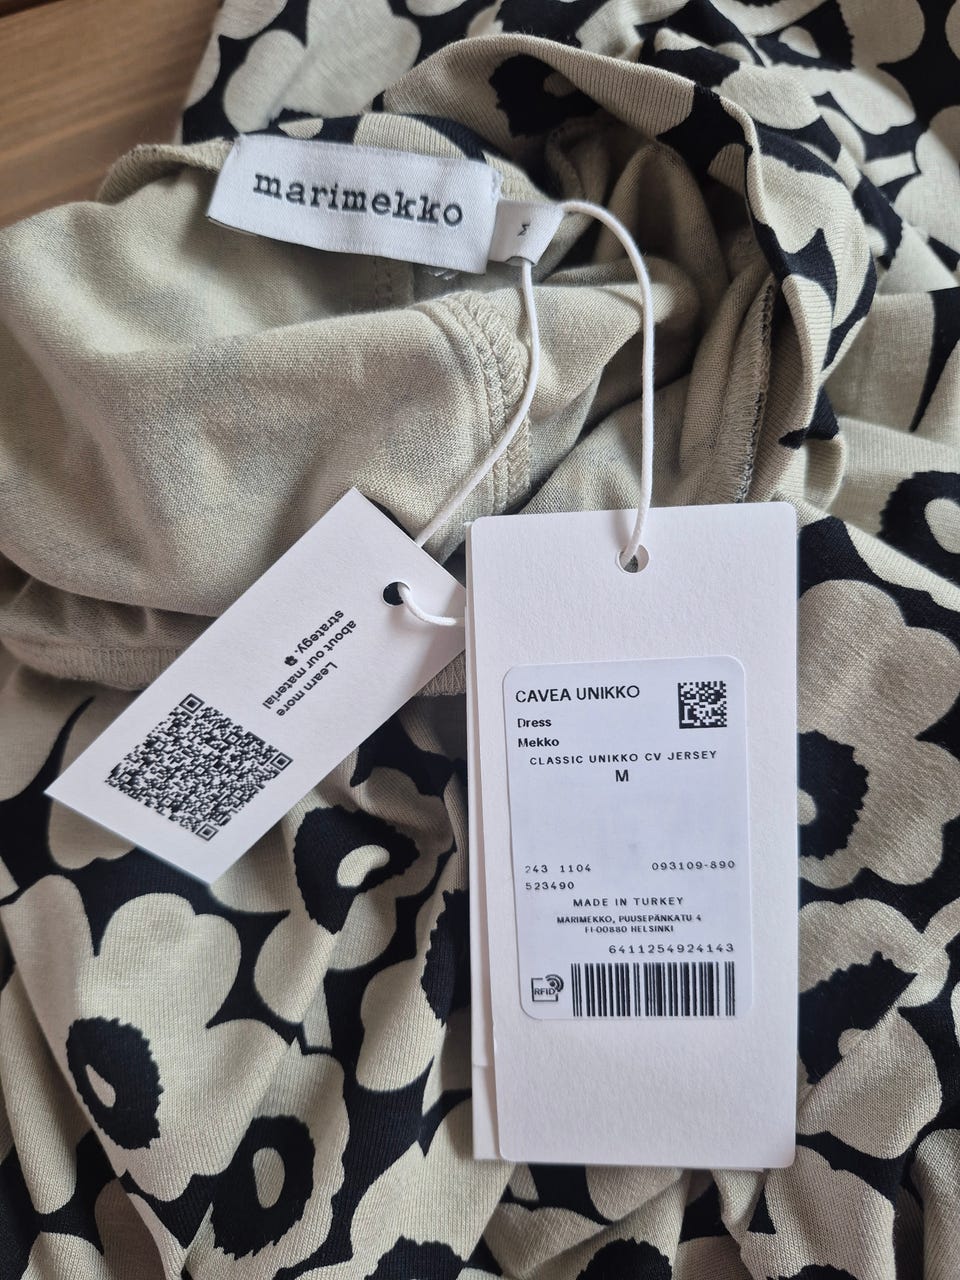 marimekko
M
Learn more
about our material
strategy.
CAVEA UNIKKO
Dress
Mekko
CLASSIC UNIKKO CV JERSEY
M
243 1104 093109-890
523490
MADE IN TURKEY
MARIMEKKO, PUUSEPÄNKATU 4
FI-00880 HELSINKI
6411254924143
RFID